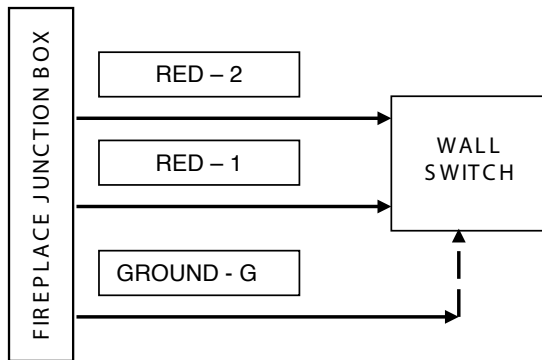 FIREPLACE JUNCTION BOX
RED – 2
RED – 1
GROUND - G
WALL
SWITCH